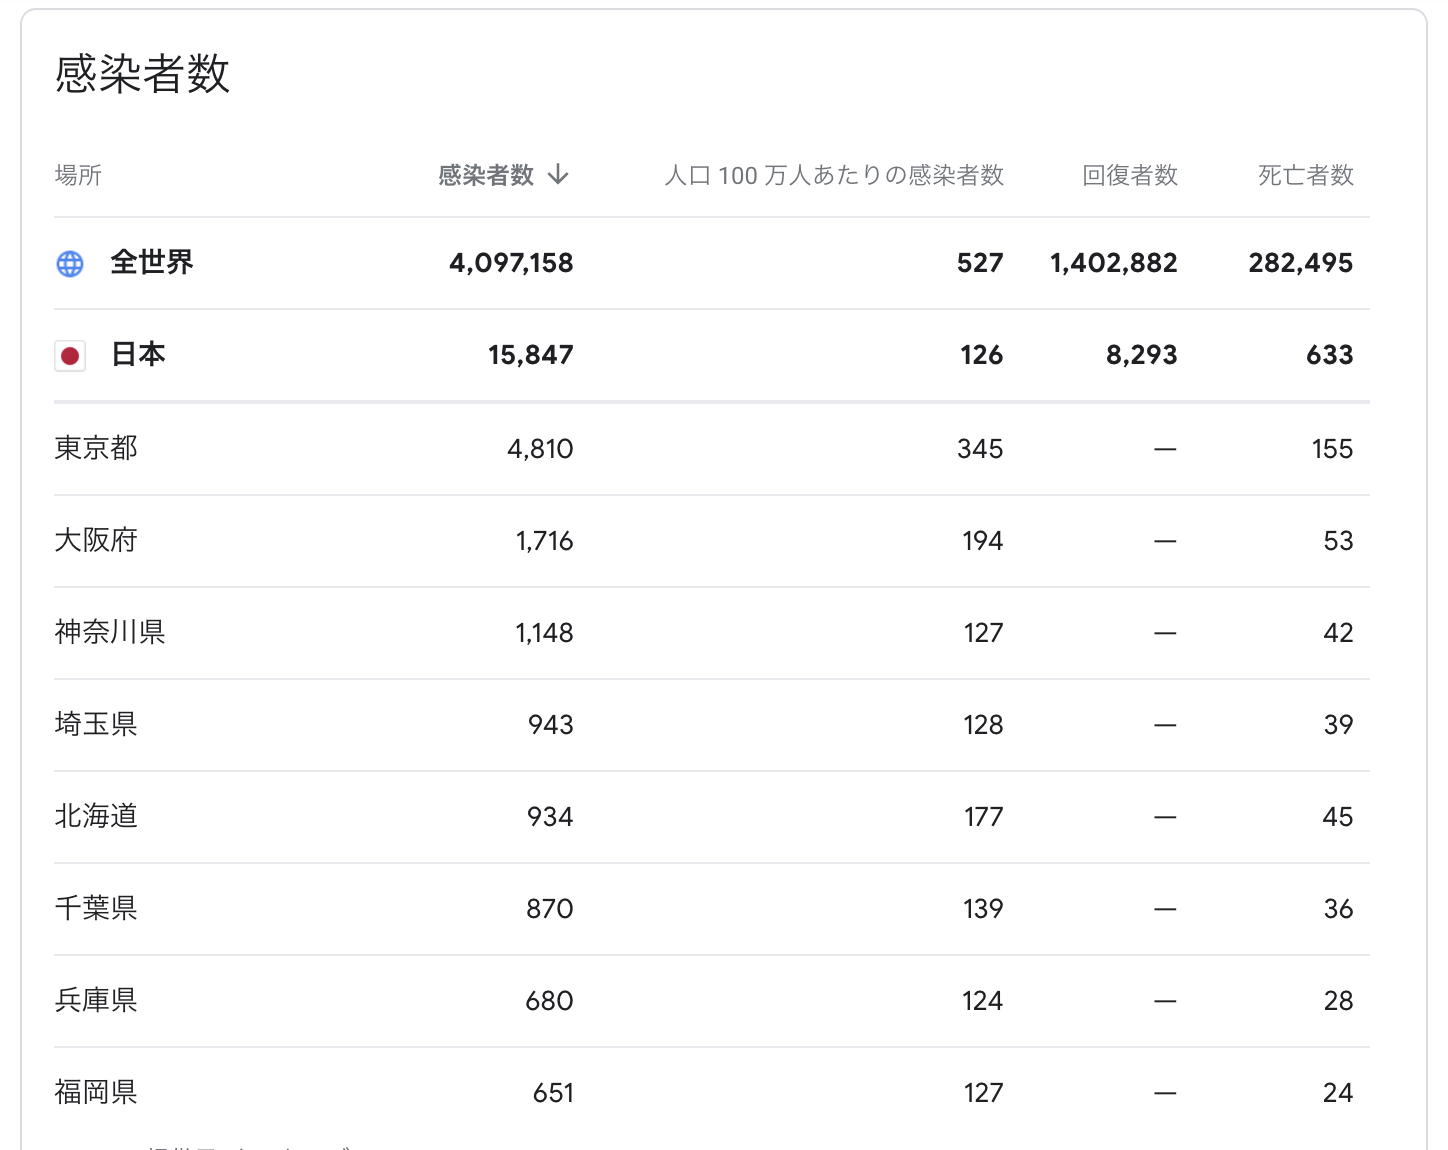 感染者数
場所 感染者数 ↓ 人口 100 万人あたりの感染者数 回復者数 死亡者数
全世界 4,097,158 527 1,402,882 282,495
日本 15,847 126 8,293 633
東京都 4,810 345 — 155
大阪府 1,716 194 — 53
神奈川県 1,148 127 — 42
埼玉県 943 128 — 39
北海道 934 177 — 45
千葉県 870 139 — 36
兵庫県 680 124 — 28
福岡県 651 127 — 24